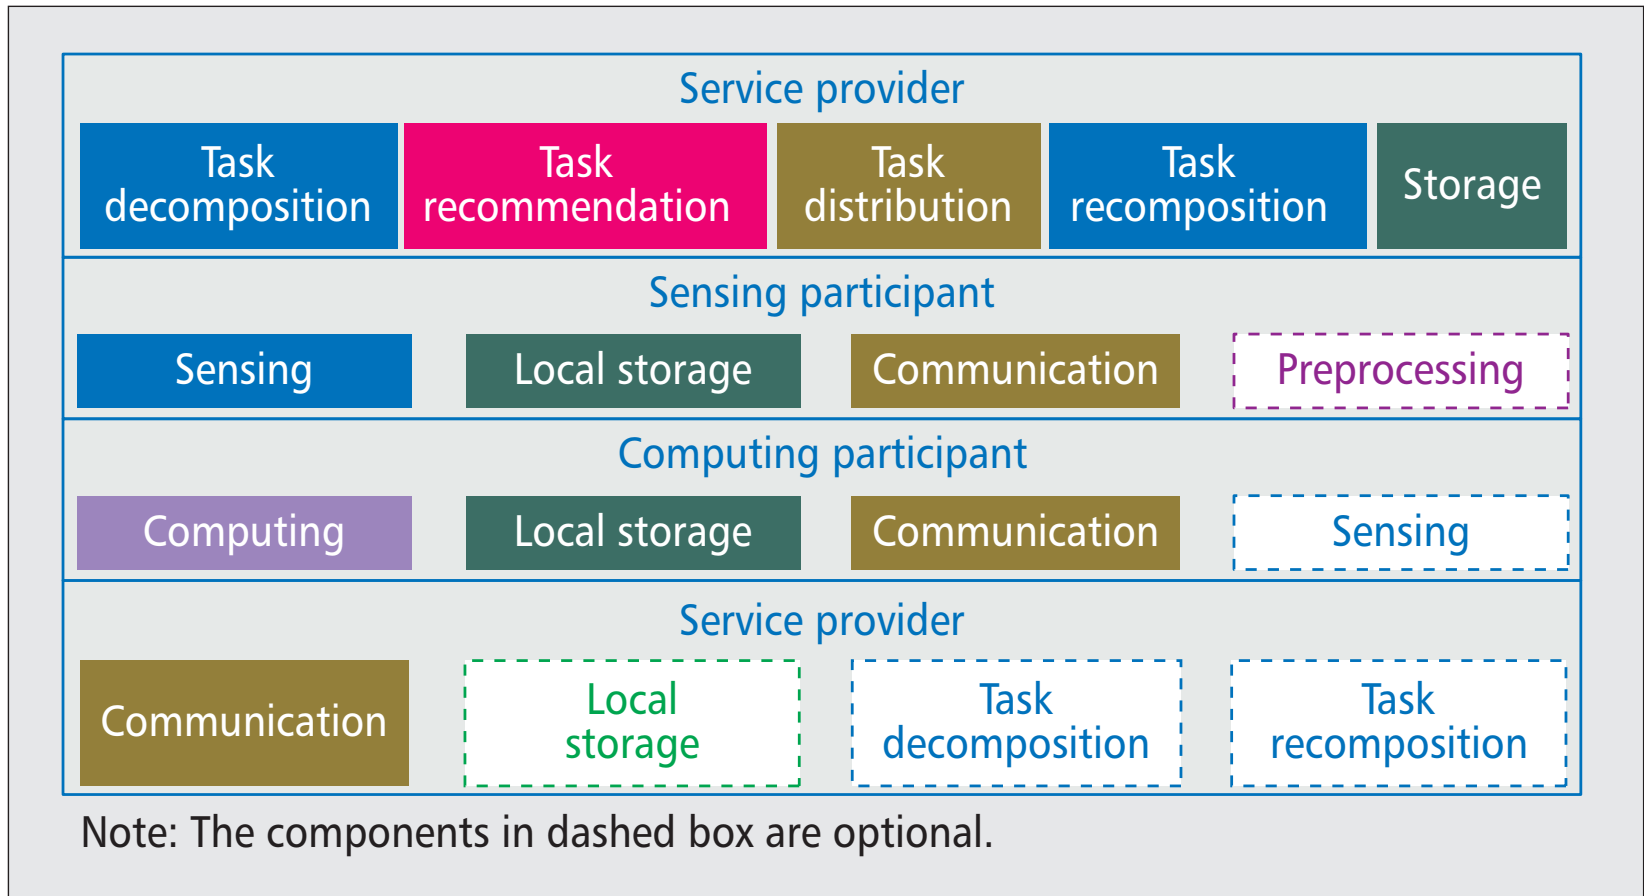 Service provider
Task
decomposition
Task
recommendation
Task
distribution
Task
recomposition
Storage
Sensing participant
Sensing
Local storage
Communication
Preprocessing
Computing participant
Computing
Local storage
Communication
Sensing
Service provider
Communication
Local
storage
Task
decomposition
Task
recomposition
Note: The components in dashed box are optional.